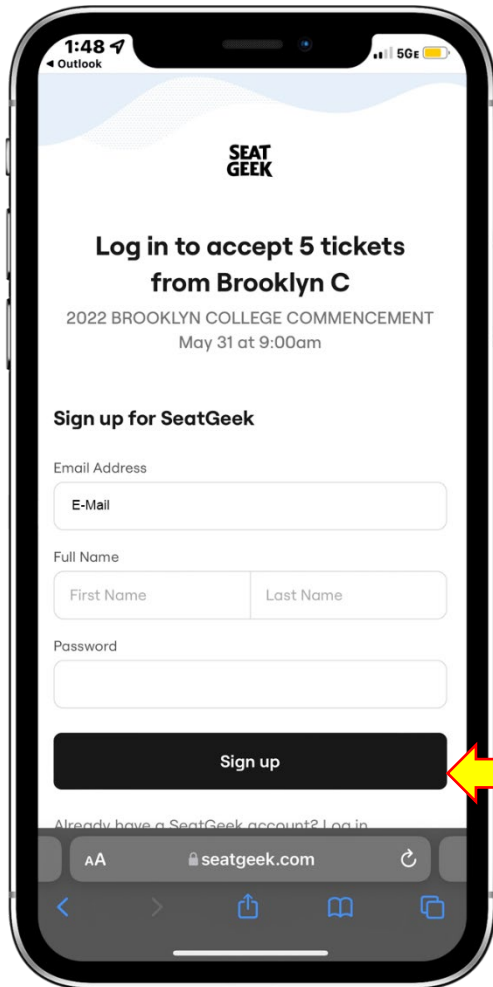 1:48
5GE
◄ Outlook
SEAT
GEEK
Log in to accept 5 tickets
from Brooklyn C
2022 BROOKLYN COLLEGE COMMENCEMENT
May 31 at 9:00am
Sign up for SeatGeek
Email Address
E-Mail
Full Name
First Name Last Name
Password
Sign up
Already have a SeatGeek account? Log in
AA seatgeek.com